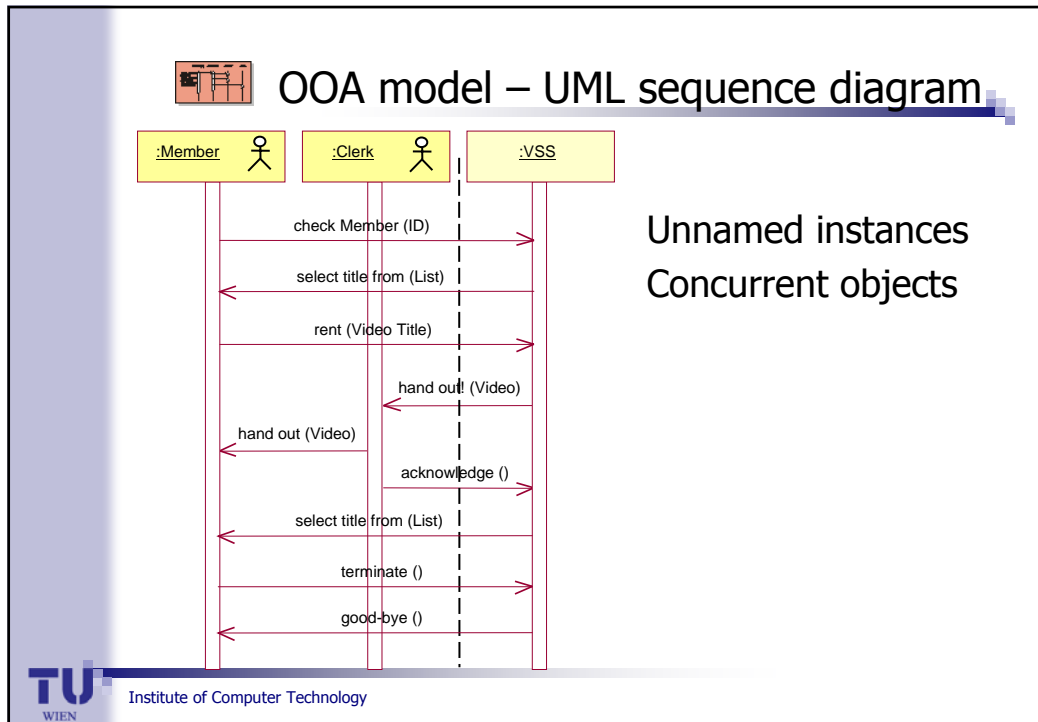 OOA model – UML sequence diagram
:Member
:Clerk
:VSS
check Member (ID)
select title from (List)
rent (Video Title)
hand out! (Video)
hand out (Video)
acknowledge ()
select title from (List)
terminate ()
good-bye ()
Unnamed instances
Concurrent objects
TU
WIEN
Institute of Computer Technology